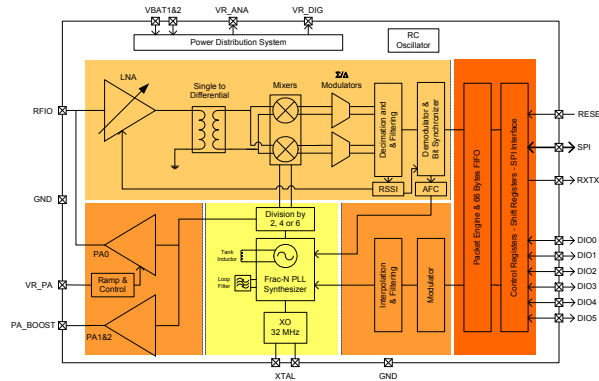 VBAT1&2 VR_ANA VR_DIG
Power Distribution System
RC
Oscillator
RFIO
LNA
Single to
Differential
Mixers
Σ/Δ
Modulators
Decimation and
& Filtering
Demodulator &
Bit Synchronizer
RSSI
AFC
Packet Engine & 66 Bytes FIFO
Control Registers - Shift Registers - SPI Interface
RESE
SPI
RXTX
GND
PA0
Division by
2, 4 or 6
Tank
Inductor
Frac-N PLL
Synthesizer
Loop
Filter
Interpolation
& Filtering
Modulator
DIO0
DIO1
DIO2
DIO3
DIO4
DIO5
VR_PA
Ramp &
Control
PA_BOOST
PA1&2
XO
32 MHz
XTAL
GND